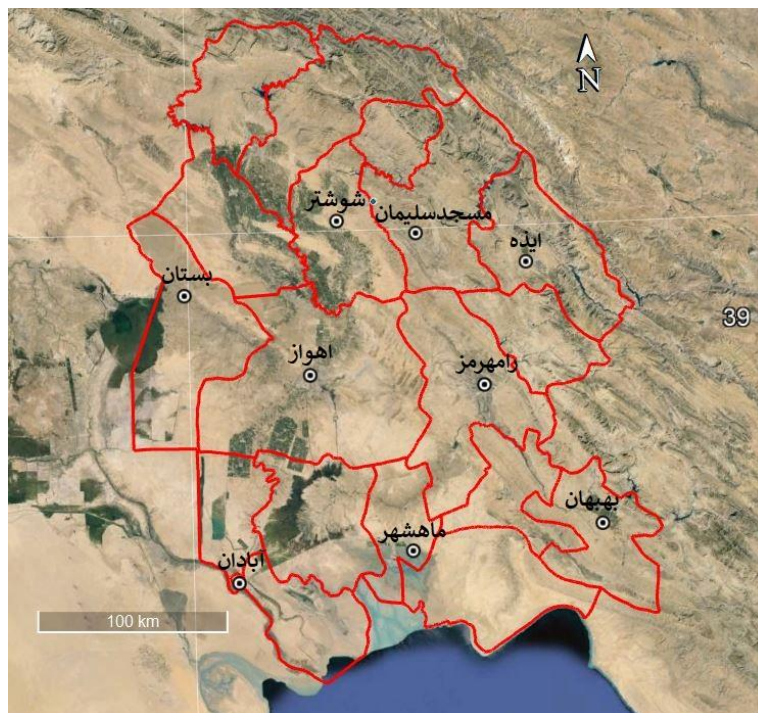 N
شوشتر
مسجدسلیمان
ایذه
بستان
39
اهواز
رامهرمز
بهبهان
ماهشهر
آبادان
100 km